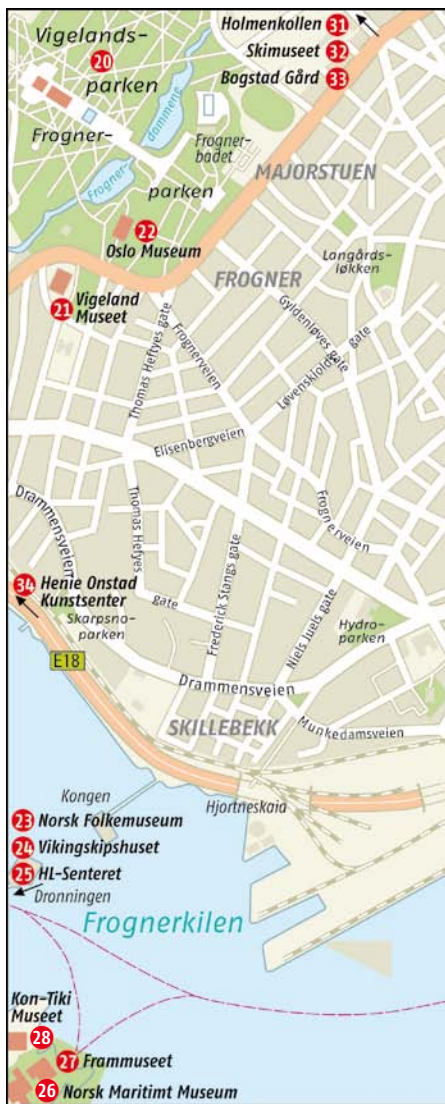 Holmenkollen 31
Skimuseet 32
Bogstad Gård 33
Vigelands-
20
parken
Frogner-
dammene
Frogner-
badet
Frogner-
parken
MAJORSTUEN
22
Oslo Museum
Langårds-
løkken
FROGNER
21 Vigeland
Museet
Gyldenløves gate
Thomas Heftyes gate
Frognerveien
Løvenskiolds gate
Elisenbergveien
Drammensveien
Thomas Hefyes
gate
Frognerveien
Frederick Stangs gate
34 Henie Onstad
Kunstsenter
Skarpsno-
parken
Niels Juels gate
Hydro-
parken
E18
Drammensveien
SKILLEBEKK
Munkedamsveien
Kongen
Hjortneskaia
23 Norsk Folkemuseum
24 Vikingskipshuset
25 HL-Senteret
Dronningen
Frognerkilen
Kon-Tiki
Museet
28
27 Frammuseet
26 Norsk Maritimt Museum